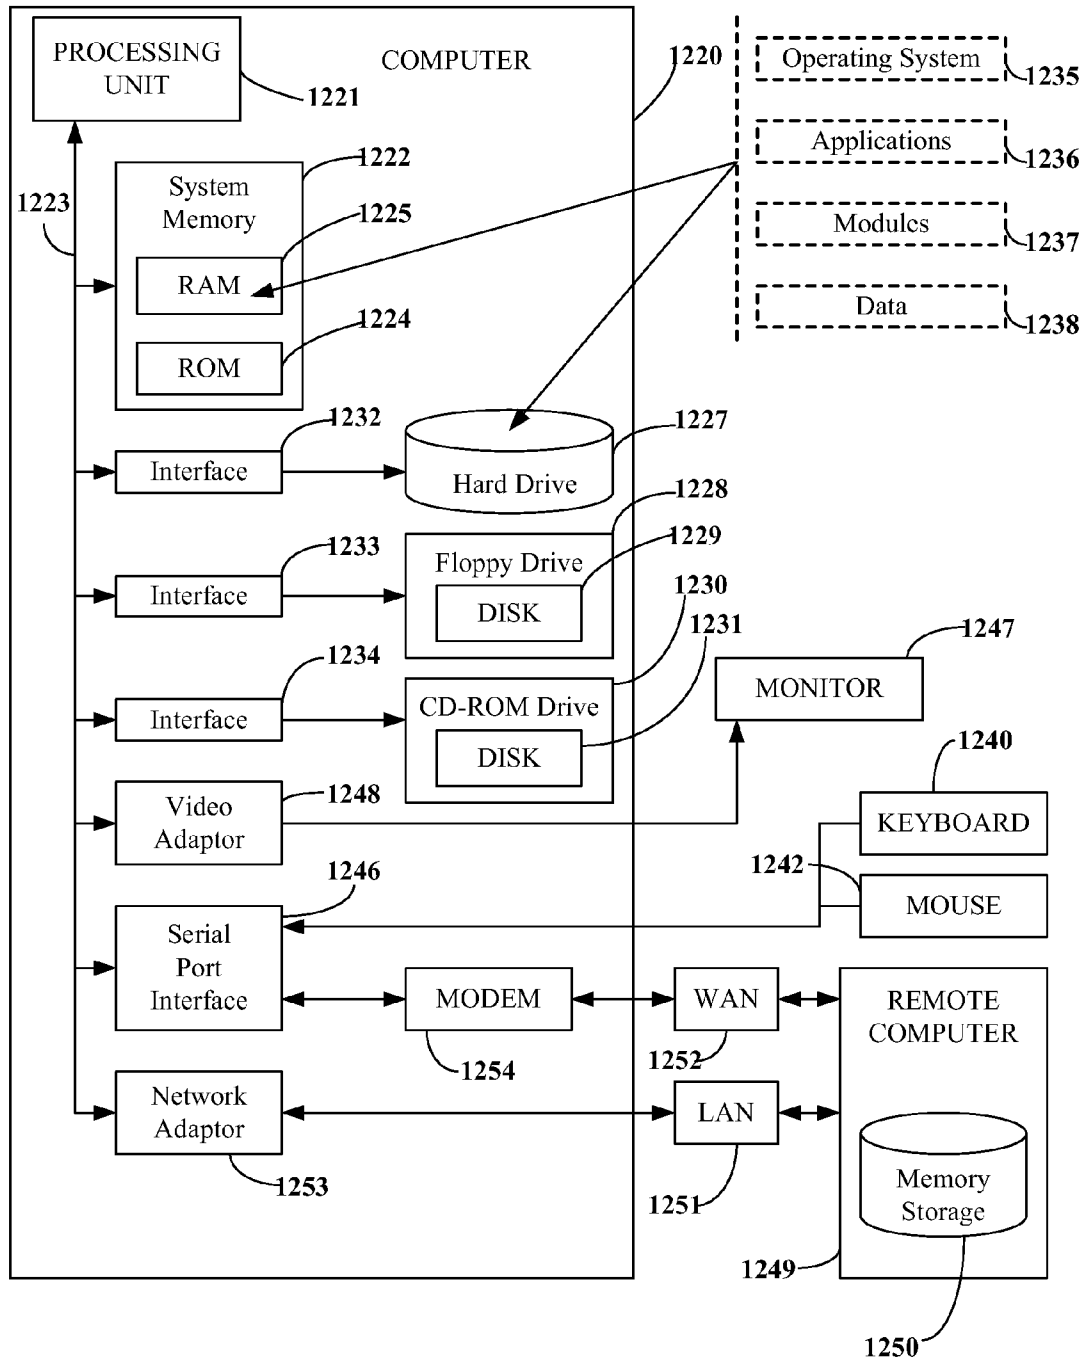 PROCESSING
UNIT
1221
COMPUTER
1220
Operating System
1235
Applications
1236
Modules
1237
Data
1238
1222
1223
System
Memory
1225
RAM
1224
ROM
1232
Interface
1227
Hard Drive
1228
1233
Interface
Floppy Drive
1229
DISK
1230
1231
1234
Interface
CD-ROM Drive
DISK
1247
MONITOR
1248
Video
Adaptor
1240
KEYBOARD
1242
MOUSE
1246
Serial
Port
Interface
MODEM
1254
WAN
1252
REMOTE
COMPUTER
Network
Adaptor
1253
LAN
1251
Memory
Storage
1249
1250